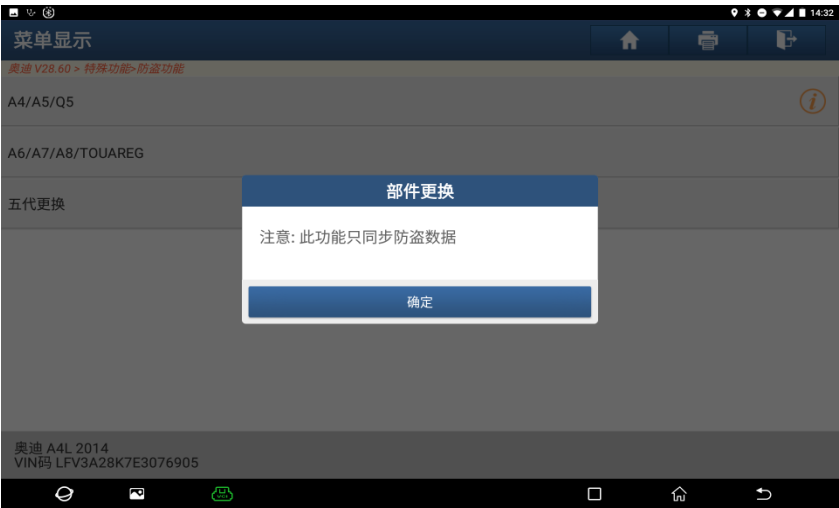 14:32
菜单显示
奥迪 V28.60 > 特殊功能>防盗功能
A4/A5/Q5
i
A6/A7/A8/TOUAREG
部件更换
五代更换
注意: 此功能只同步防盗数据
确定
奥迪 A4L 2014
VIN码 LFV3A28K7E3076905